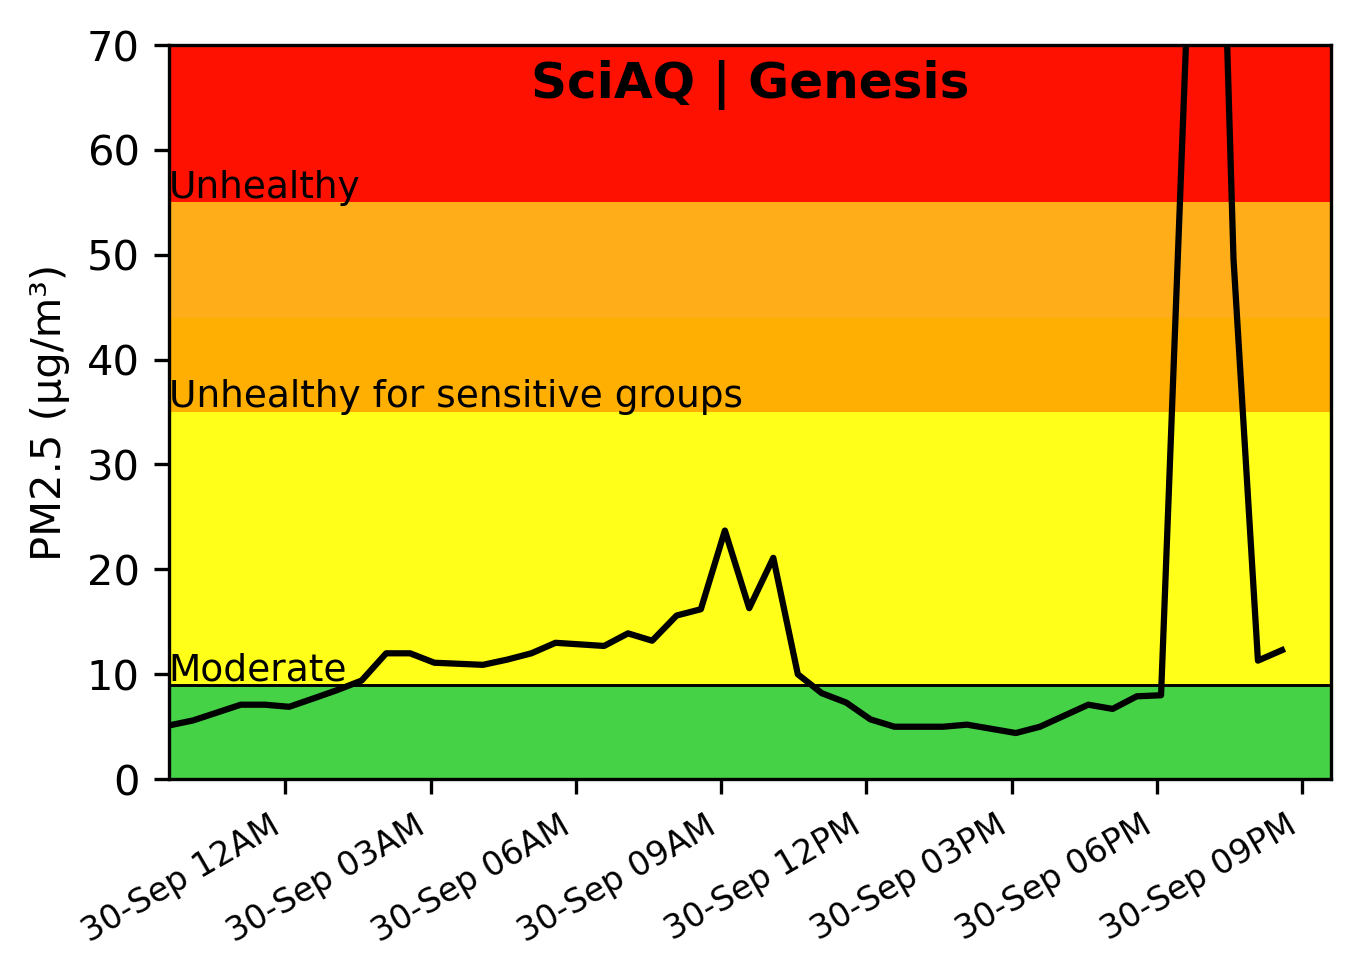 SciAQ | Genesis
PM2.5 (µg/m³)
70
60
50
40
30
20
10
0
Unhealthy
Unhealthy for sensitive groups
Moderate
30-Sep 12AM
30-Sep 03AM
30-Sep 06AM
30-Sep 09AM
30-Sep 12PM
30-Sep 03PM
30-Sep 06PM
30-Sep 09PM